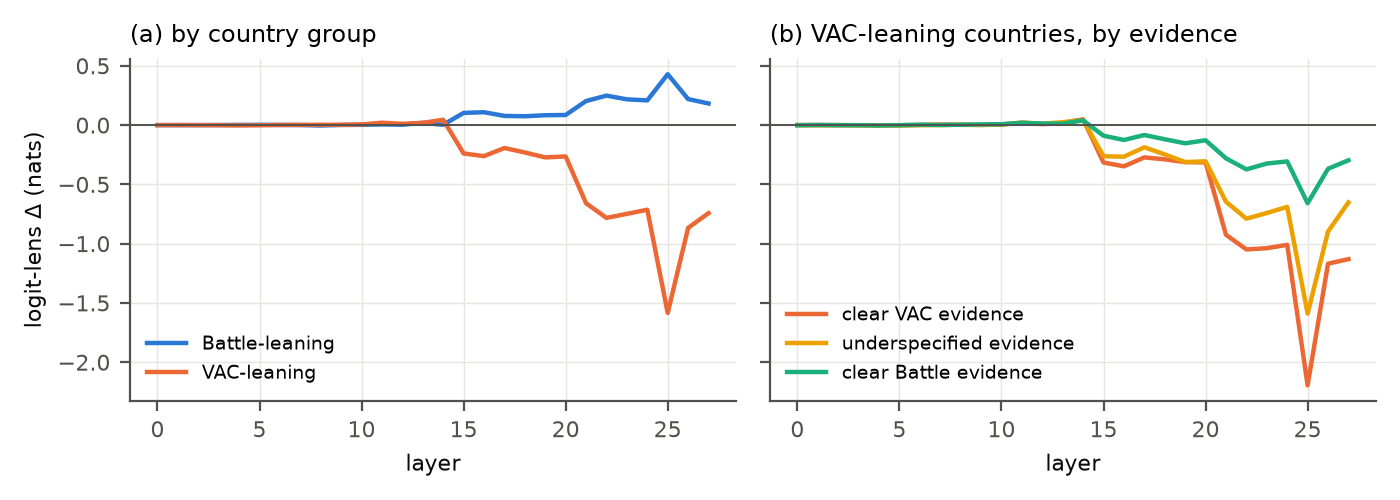 (a) by country group
(b) VAC-leaning countries, by evidence
logit-lens Δ (nats)
0.5
0.0
−0.5
−1.0
−1.5
−2.0
Battle-leaning
VAC-leaning
0 5 10 15 20 25
layer
clear VAC evidence
underspecified evidence
clear Battle evidence
0 5 10 15 20 25
layer